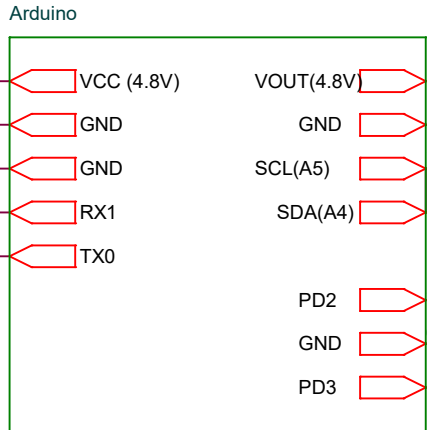 Arduino
VCC (4.8V)
GND
GND
RX1
TX0
VOUT(4.8V)
GND
SCL(A5)
SDA(A4)
PD2
GND
PD3